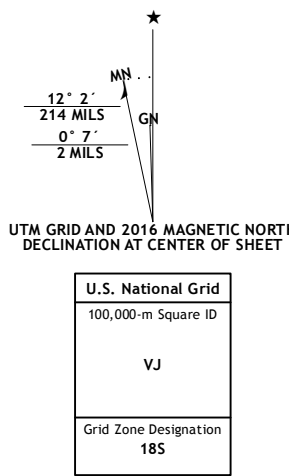 ★
MN
12° 2´
214 MILS
GN
0° 7´
2 MILS
UTM GRID AND 2016 MAGNETIC NORTH
DECLINATION AT CENTER OF SHEET
U.S. National Grid
100,000-m Square ID
VJ
Grid Zone Designation
18S